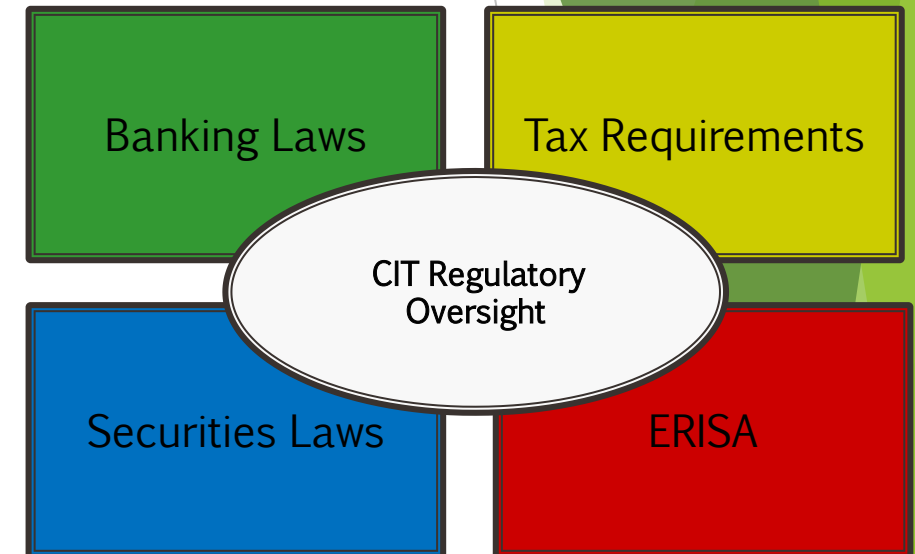 Banking Laws
Tax Requirements
CIT Regulatory
Oversight
Securities Laws
ERISA